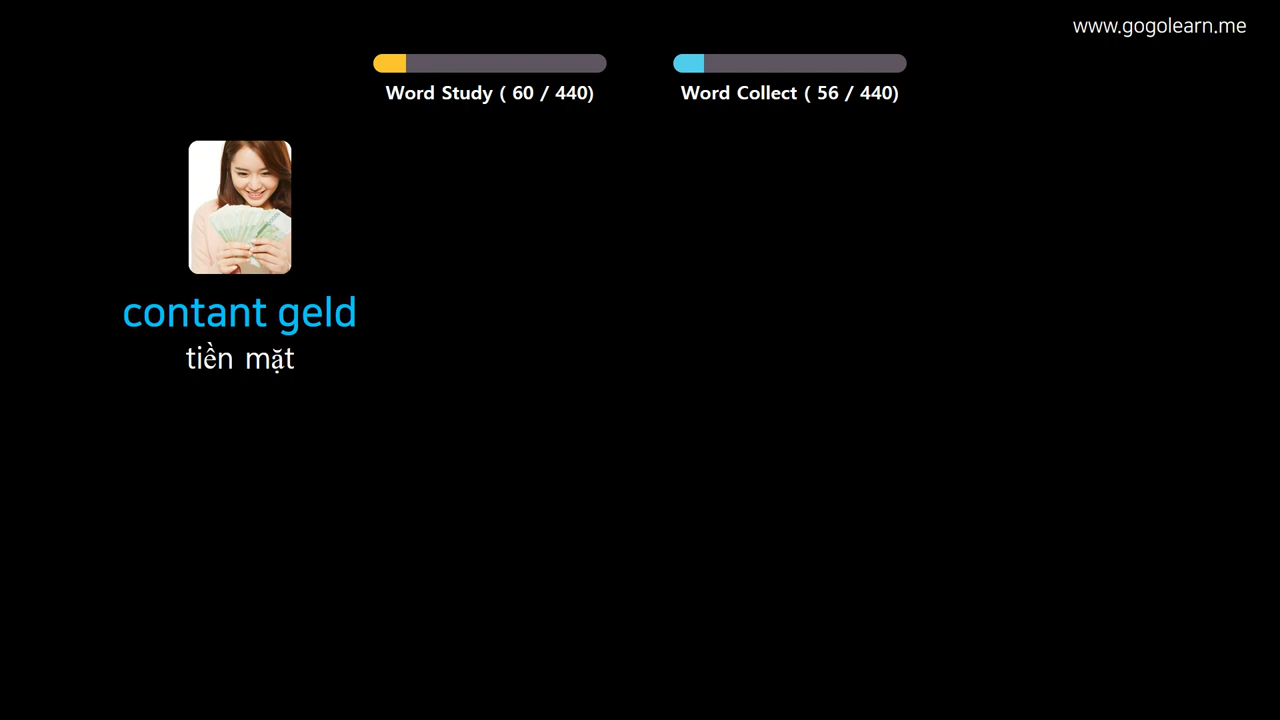 www.gogolearn.me
Word Study ( 60 / 440)
Word Collect ( 56 / 440)
contant geld
tiền mặt